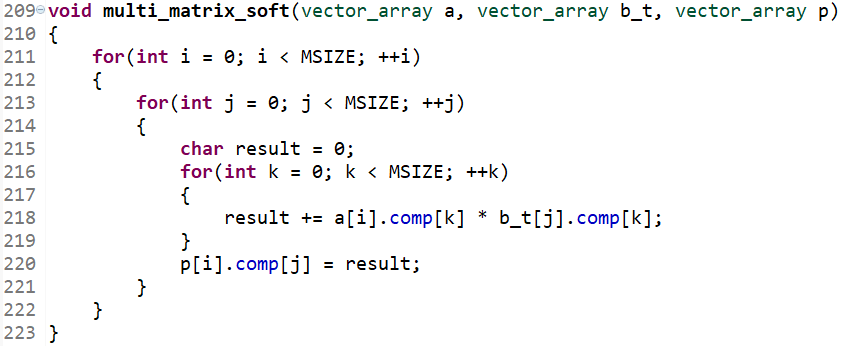 209 void multi_matrix_soft(vector_array a, vector_array b_t, vector_array p)
210 {
211     for(int i = 0; i < MSIZE; ++i)
212     {
213         for(int j = 0; j < MSIZE; ++j)
214         {
215             char result = 0;
216             for(int k = 0; k < MSIZE; ++k)
217             {
218                 result += a[i].comp[k] * b_t[j].comp[k];
219             }
220             p[i].comp[j] = result;
221         }
222     }
223 }